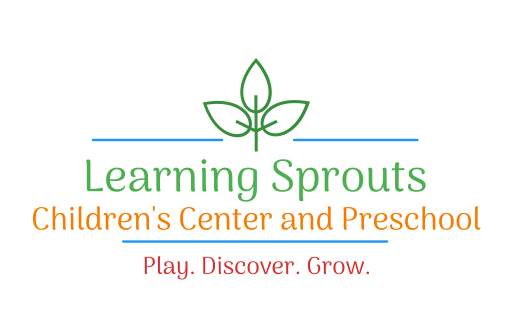 Learning Sprouts
Children's Center and Preschool
Play. Discover. Grow.